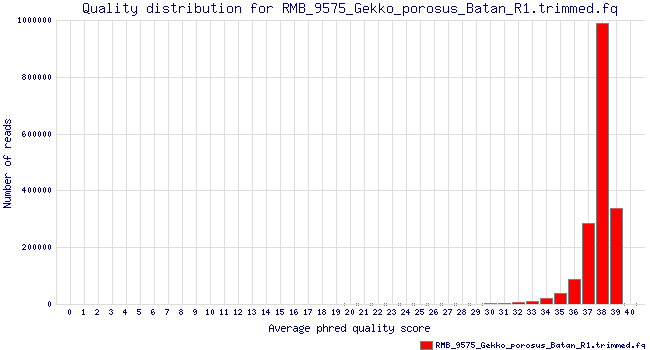 Quality distribution for RMB_9575_Gekko_porosus_Batan_R1.trimmed.fq
1000000
800000
600000
400000
200000
0
Number of reads
0 1 2 3 4 5 6 7 8 9 10 11 12 13 14 15 16 17 18 19 20 21 22 23 24 25 26 27 28 29 30 31 32 33 34 35 36 37 38 39 40
Average phred quality score
RMB_9575_Gekko_porosus_Batan_R1.trimmed.fq